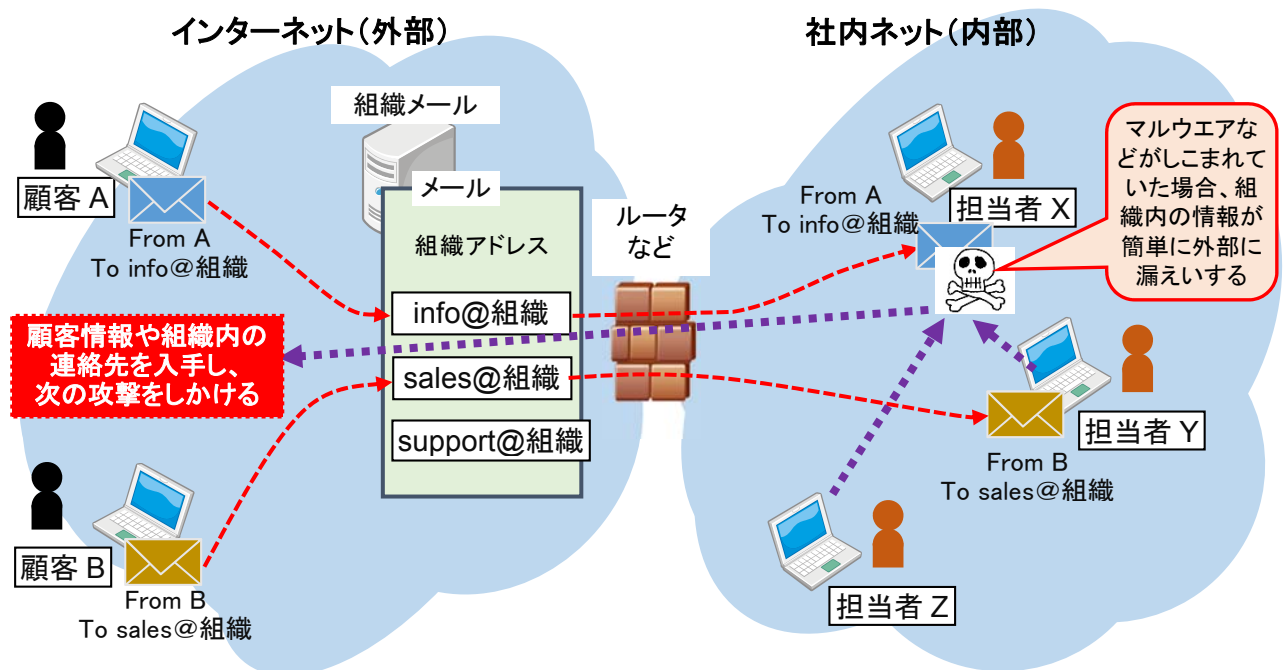 インターネット(外部)
社内ネット(内部)
組織メール
メール
組織アドレス
info@組織
sales@組織
support@組織
顧客 A
From A
To info@組織
顧客情報や組織内の
連絡先を入手し、
次の攻撃をしかける
顧客 B
From B
To sales@組織
ルータ
など
From A
To info@組織
担当者 X
マルウエアな
どがしこまれて
いた場合、組
織内の情報が
簡単に外部に
漏えいする
担当者 Y
From B
To sales@組織
担当者 Z